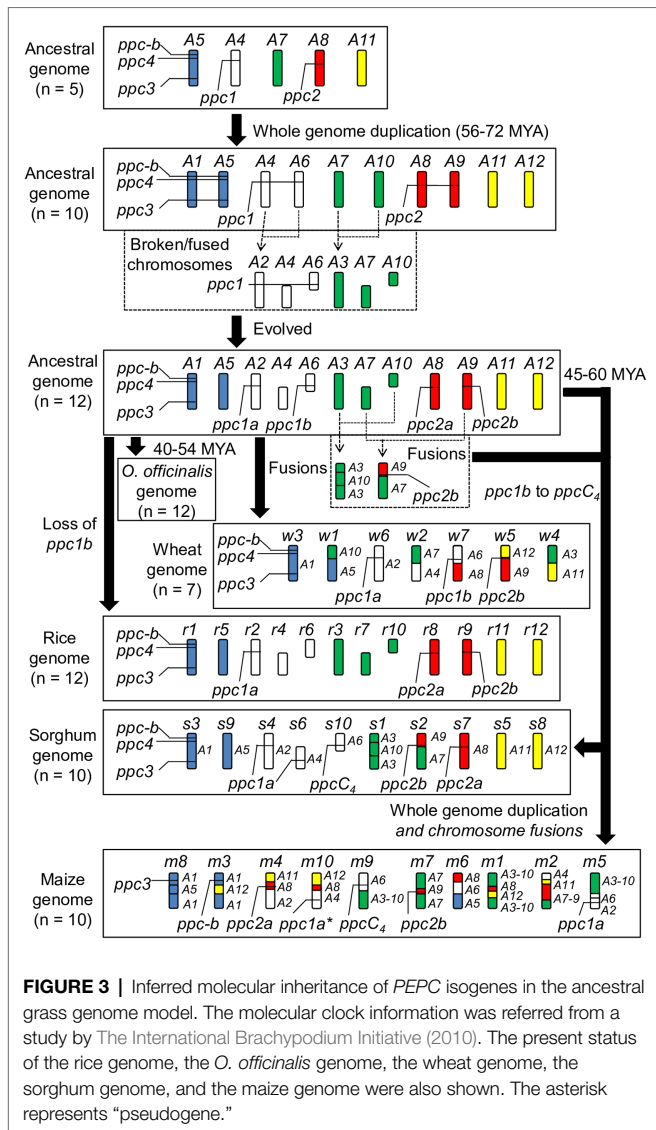 Ancestral genome (n = 5)
ppc-b
ppc4
ppc3
A5 A4 A7 A8 A11
ppc1 ppc2
Whole genome duplication (56-72 MYA)
Ancestral genome (n = 10)
ppc-b
ppc4
ppc3
A1 A5 A4 A6 A7 A10 A8 A9 A11 A12
ppc1 ppc2
Broken/fused chromosomes
A2 A4 A6 A3 A7 A10
ppc1
Evolved
Ancestral genome (n = 12)
ppc-b
ppc4
ppc3
A1 A5 A2 A4 A6 A3 A7 A10 A8 A9 A11 A12
ppc1a ppc1b ppc2a ppc2b
45-60 MYA
40-54 MYA
O. officinalis genome (n = 12)
Fusions
Fusions
A3
A10
A3
A9
A7
ppc2b
ppc1b to ppcC4
Loss of ppc1b
Wheat genome (n = 7)
ppc-b
ppc4
ppc3
w3 w1 w6 w2 w7 w5 w4
A1 A10 A5 A2 A7 A4 A6 A8 A12 A9 A3 A11
ppc1a ppc1b ppc2b
Rice genome (n = 12)
ppc-b
ppc4
ppc3
r1 r5 r2 r4 r6 r3 r7 r10 r8 r9 r11 r12
ppc1a ppc2a ppc2b
Sorghum genome (n = 10)
ppc-b
ppc4
ppc3
s3 s9 s4 s6 s10 s1 s2 s7 s5 s8
A1 A5 A2 A4 A6 A3 A10 A3 A9 A7 A8 A11 A12
ppc1a ppcC4 ppc2b ppc2a
Whole genome duplication
and chromosome fusions
Maize genome (n = 10)
m8 m3 m4 m10 m9 m7 m6 m1 m2 m5
ppc3
A1 A5 A1
A1 A12 A1
A11 A8 A2
A12 A8 A4
A6 A3-10
A7 A9 A7
A8 A6 A5
A3-10 A8 A12 A3-10
A4 A11 A7-9
A3-10 A6 A2
ppc-b ppc2a ppc1a* ppcC4 ppc2b ppc1a
FIGURE 3 | Inferred molecular inheritance of PEPC isogenes in the ancestral
grass genome model. The molecular clock information was referred from a
study by The International Brachypodium Initiative (2010). The present status
of the rice genome, the O. officinalis genome, the wheat genome, the
sorghum genome, and the maize genome were also shown. The asterisk
represents “pseudogene.”